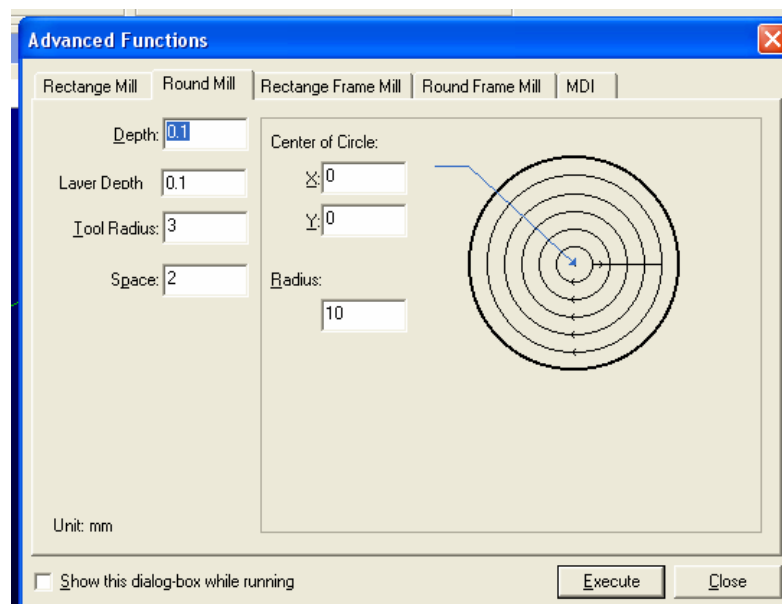 Advanced Functions
Rectange Mill Round Mill Rectange Frame Mill Round Frame Mill MDI
Depth: 0.1
Layer Depth 0.1
Tool Radius: 3
Space: 2
Center of Circle:
X: 0
Y: 0
Radius:
10
Unit: mm
Show this dialog-box while running
Execute Close